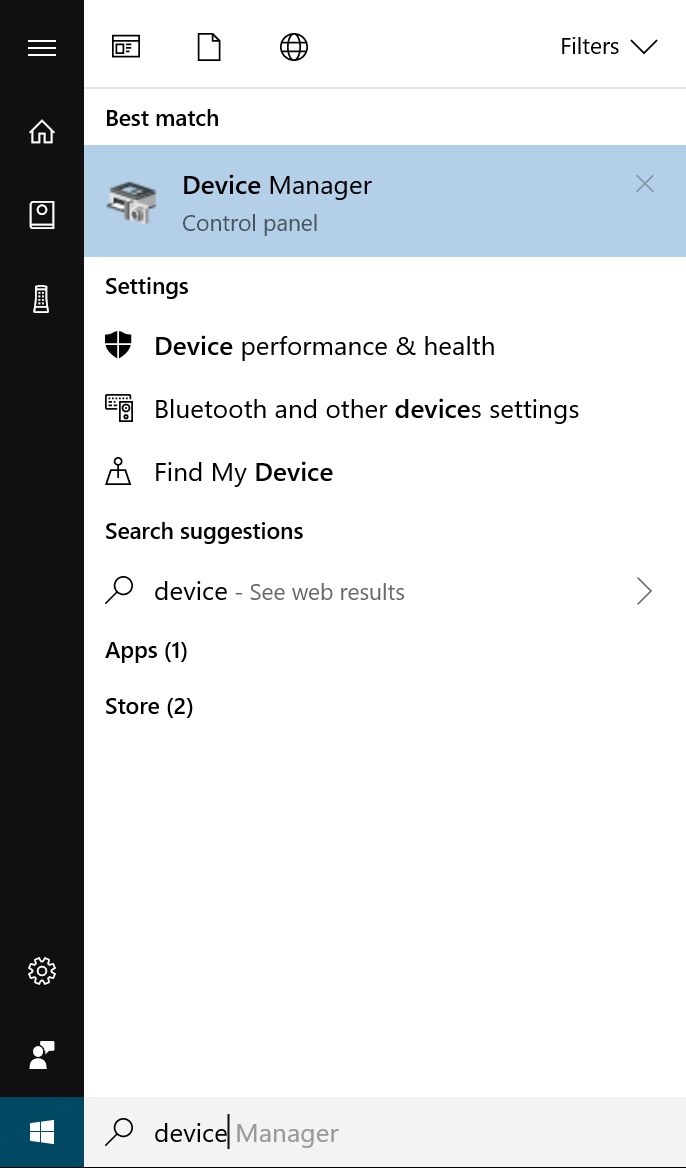 Filters
Best match
Device Manager
Control panel
Settings
Device performance & health
Bluetooth and other devices settings
Find My Device
Search suggestions
device - See web results
Apps (1)
Store (2)
device Manager